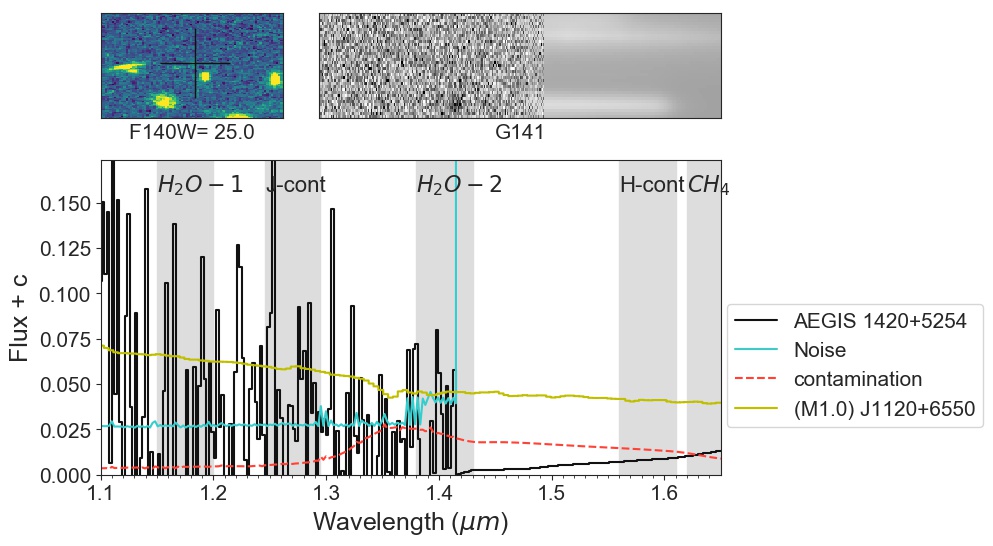 F140W= 25.0
G141
H₂O − 1
J-cont
H₂O − 2
H-cont
CH₄
Flux + c
0.150
0.125
0.100
0.075
0.050
0.025
0.000
1.1
1.2
1.3
1.4
1.5
1.6
Wavelength (μm)
AEGIS 1420+5254
Noise
contamination
(M1.0) J1120+6550